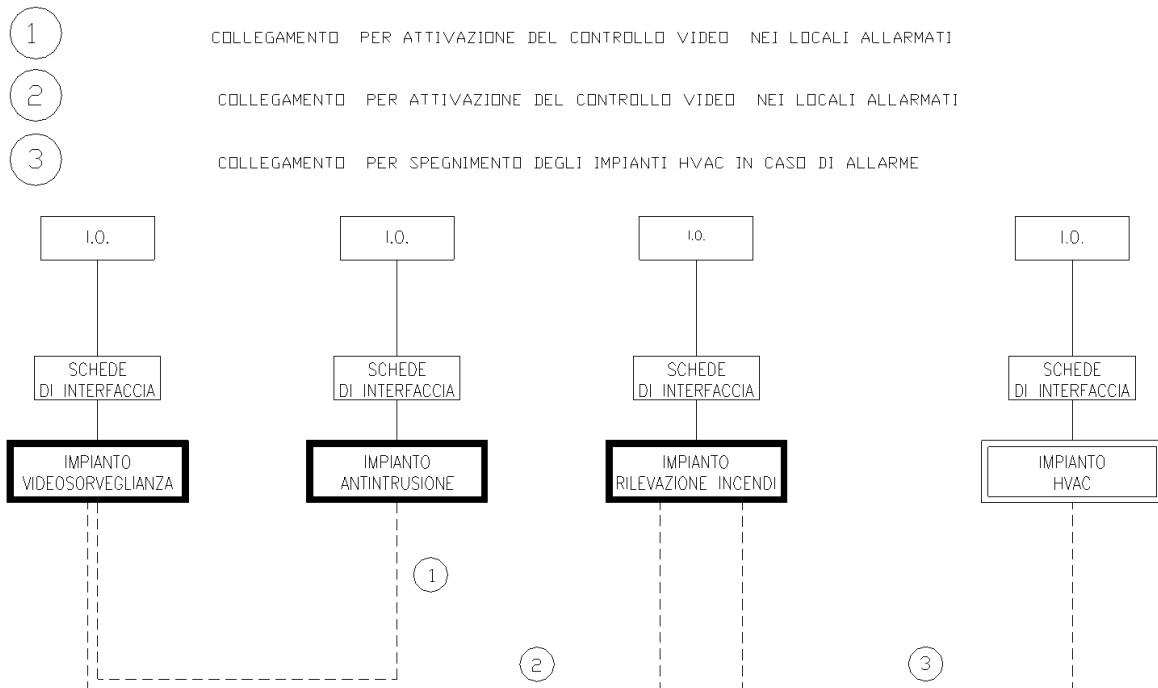 1
COLLEGAMENTO PER ATTIVAZIONE DEL CONTROLLO VIDEO NEI LOCALI ALLARMATI
2
COLLEGAMENTO PER ATTIVAZIONE DEL CONTROLLO VIDEO NEI LOCALI ALLARMATI
3
COLLEGAMENTO PER SPEGNIMENTO DEGLI IMPIANTI HVAC IN CASO DI ALLARME
I.O.
I.O.
I.O.
I.O.
SCHEDE
DI INTERFACCIA
SCHEDE
DI INTERFACCIA
SCHEDE
DI INTERFACCIA
SCHEDE
DI INTERFACCIA
IMPIANTO
VIDEOSORVEGLIANZA
IMPIANTO
ANTINTRUSIONE
IMPIANTO
RILEVAZIONE INCENDI
IMPIANTO
HVAC
1
2
3